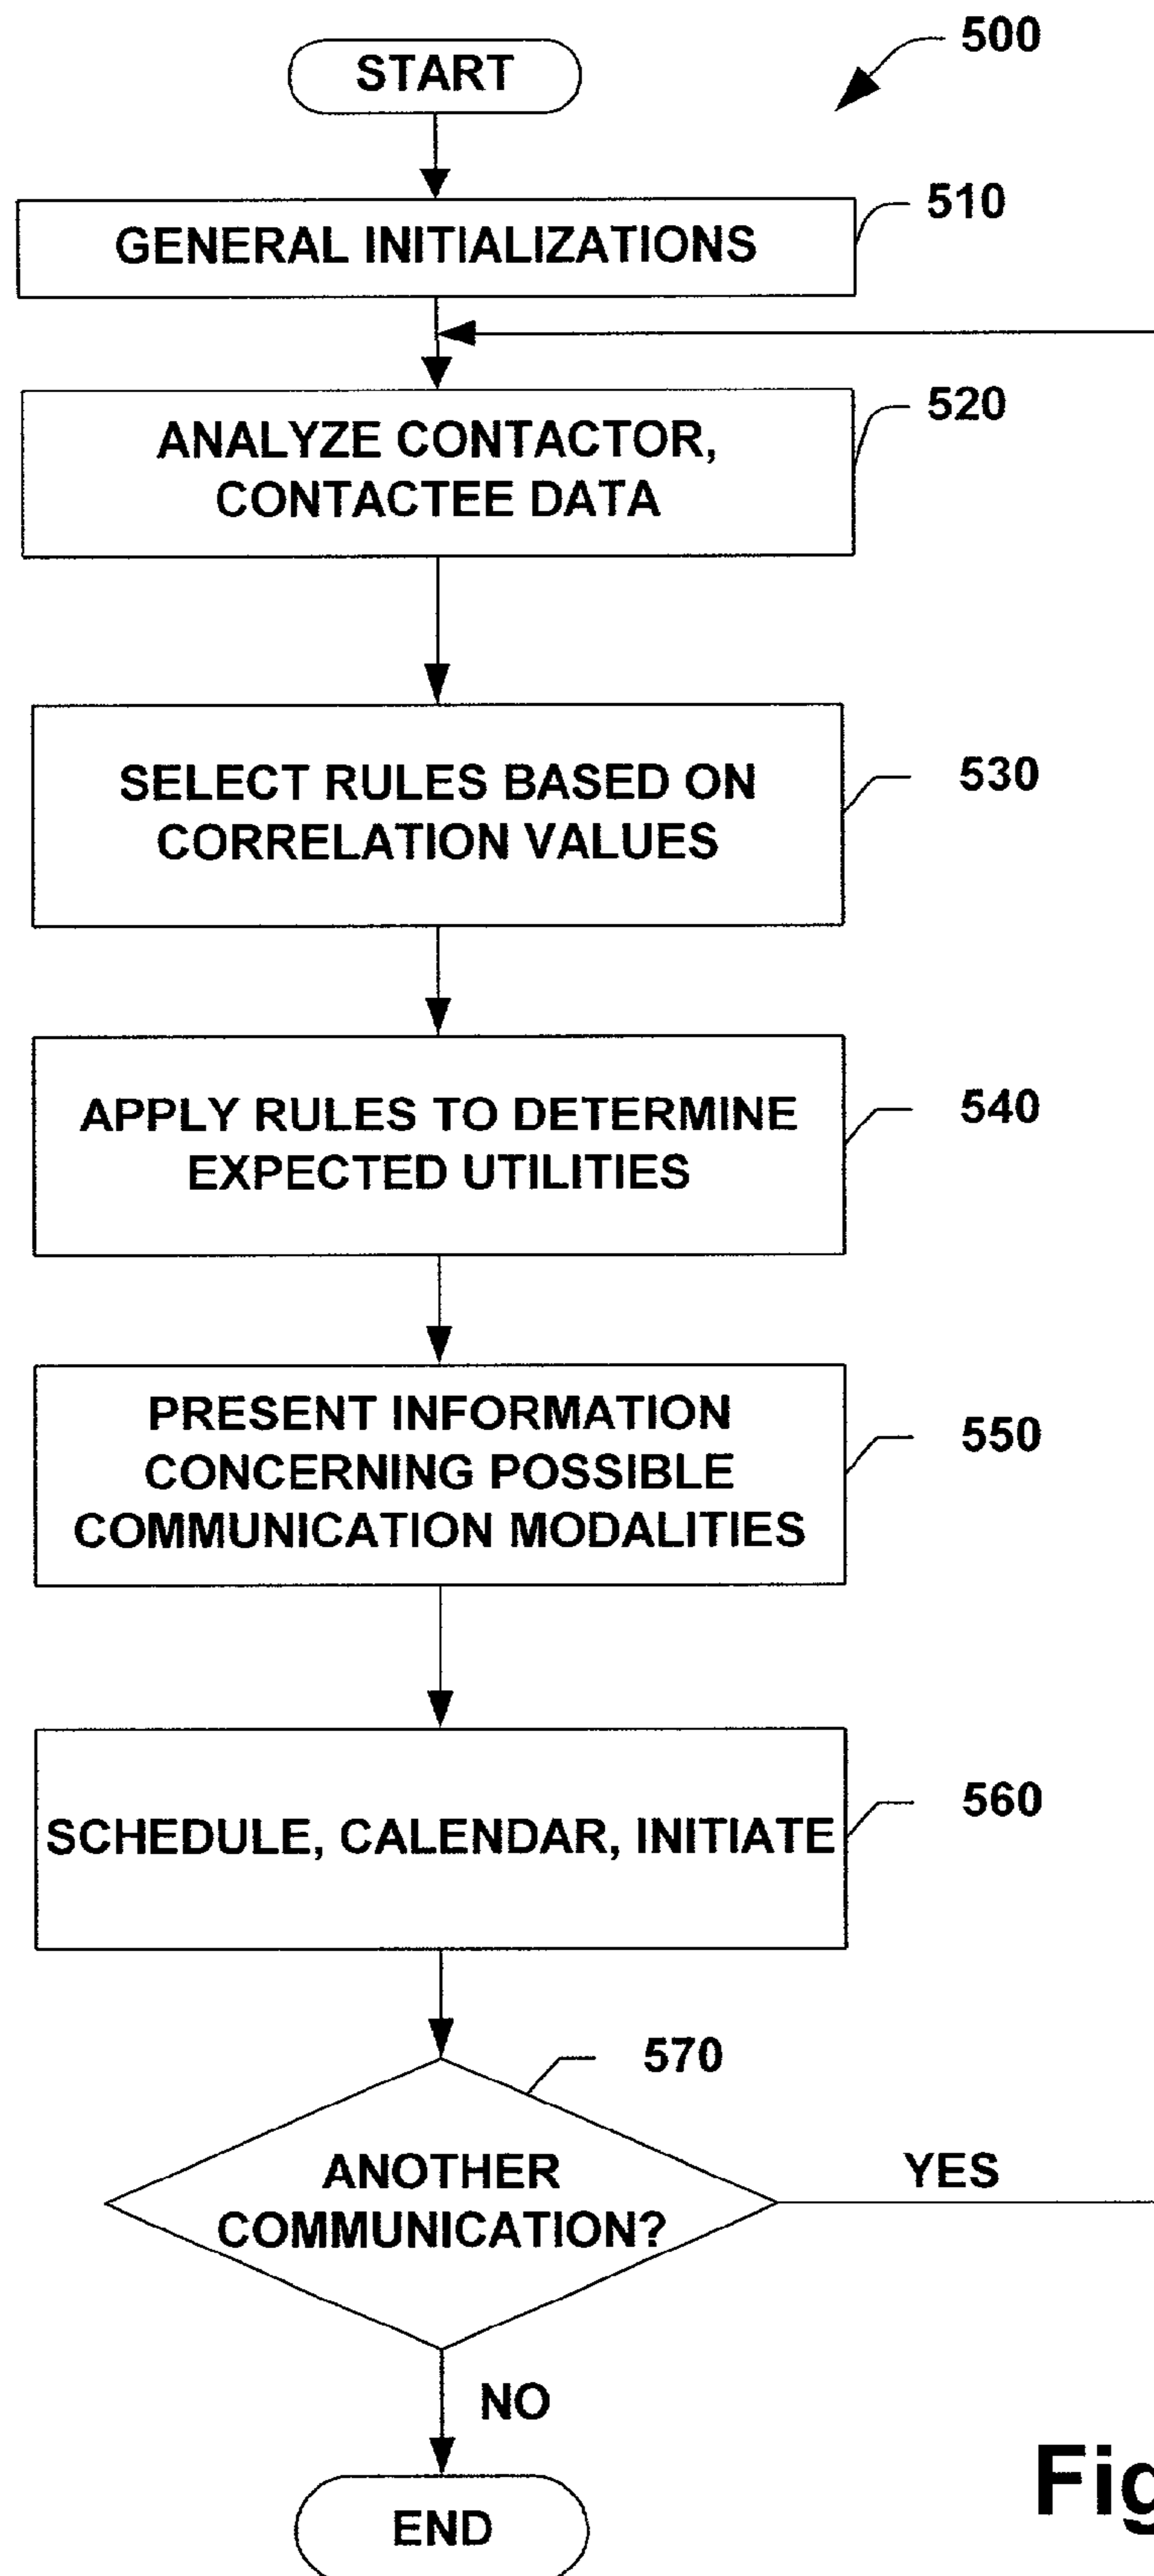 500
START
510
GENERAL INITIALIZATIONS
520
ANALYZE CONTACTOR,
CONTACTEE DATA
530
SELECT RULES BASED ON
CORRELATION VALUES
540
APPLY RULES TO DETERMINE
EXPECTED UTILITIES
550
PRESENT INFORMATION
CONCERNING POSSIBLE
COMMUNICATION MODALITIES
560
SCHEDULE, CALENDAR, INITIATE
570
ANOTHER
COMMUNICATION?
YES
NO
END
Fig